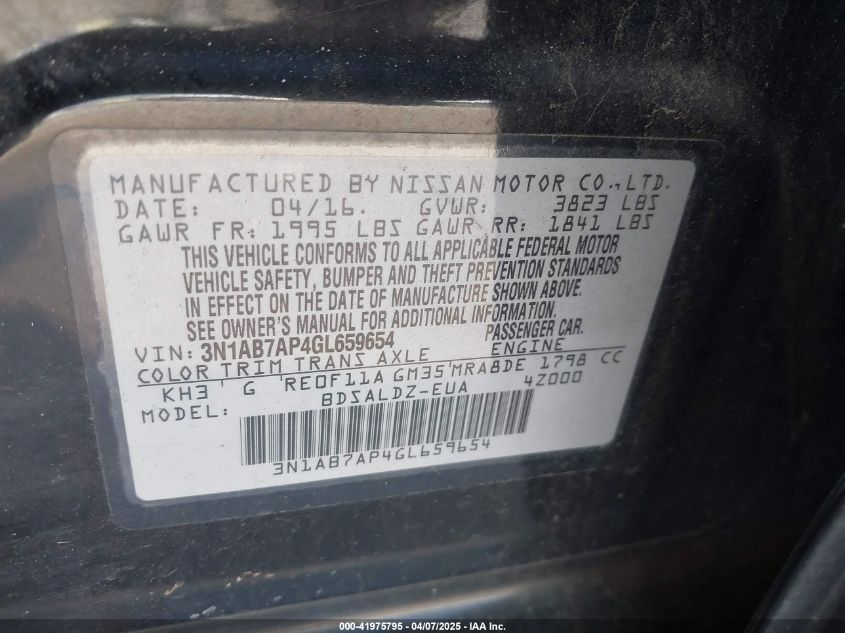 MANUFACTURED BY NISSAN MOTOR CO., LTD.
DATE: 04/16. GVWR: 3823 LBS
GAWR FR: 1995 LBS GAWR RR: 1841 LBS
THIS VEHICLE CONFORMS TO ALL APPLICABLE FEDERAL MOTOR
VEHICLE SAFETY, BUMPER AND THEFT PREVENTION STANDARDS
IN EFFECT ON THE DATE OF MANUFACTURE SHOWN ABOVE.
SEE OWNER'S MANUAL FOR ADDITIONAL INFORMATION.
VIN: 3N1AB7AP4GL659654 PASSENGER CAR.
COLOR TRIM TRANS AXLE ENGINE
KH3 G RE0F11A GM35 MRA8DE 1798 CC
MODEL: BDSALDZ-EUA 4Z000
3N1AB7AP4GL659654
000-41975795 - 04/07/2025 - IAA Inc.